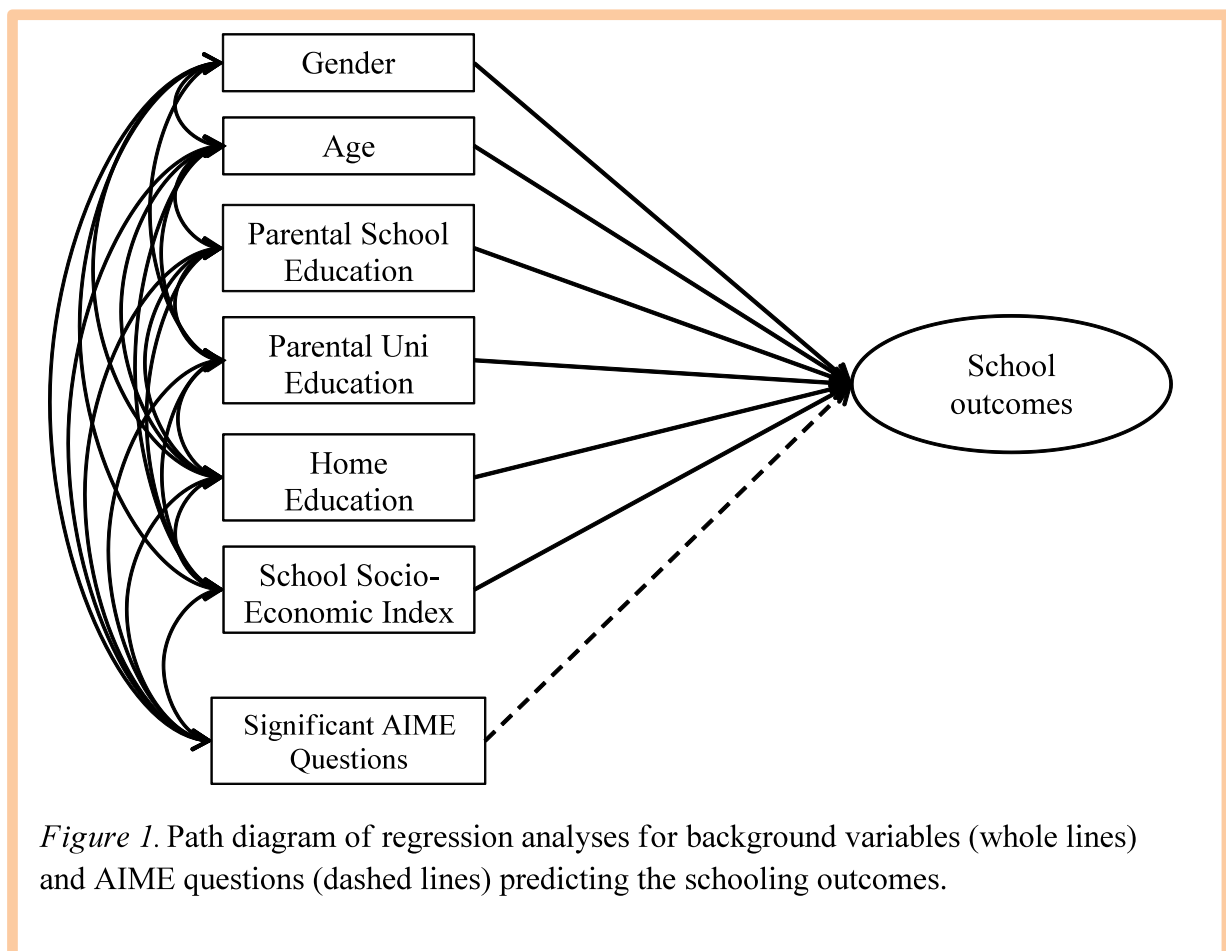 Gender
Age
Parental School
Education
Parental Uni
Education
Home
Education
School Socio-
Economic Index
Significant AIME
Questions
School
outcomes
Figure 1. Path diagram of regression analyses for background variables (whole lines)
and AIME questions (dashed lines) predicting the schooling outcomes.